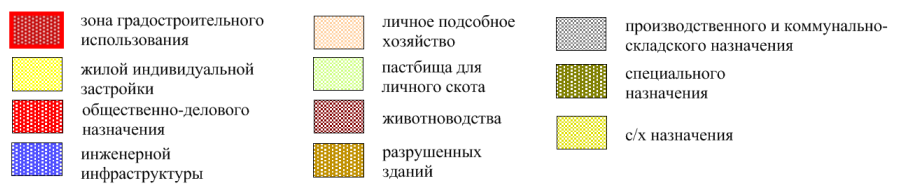 зона градостроительного
использования
жилой индивидуальной
застройки
общественно-делового
назначения
инженерной
инфраструктуры
личное подсобное
хозяйство
пастбища для
личного скота
животноводства
разрушенных
зданий
производственного и коммунально-
складского назначения
специального
назначения
с/х назначения